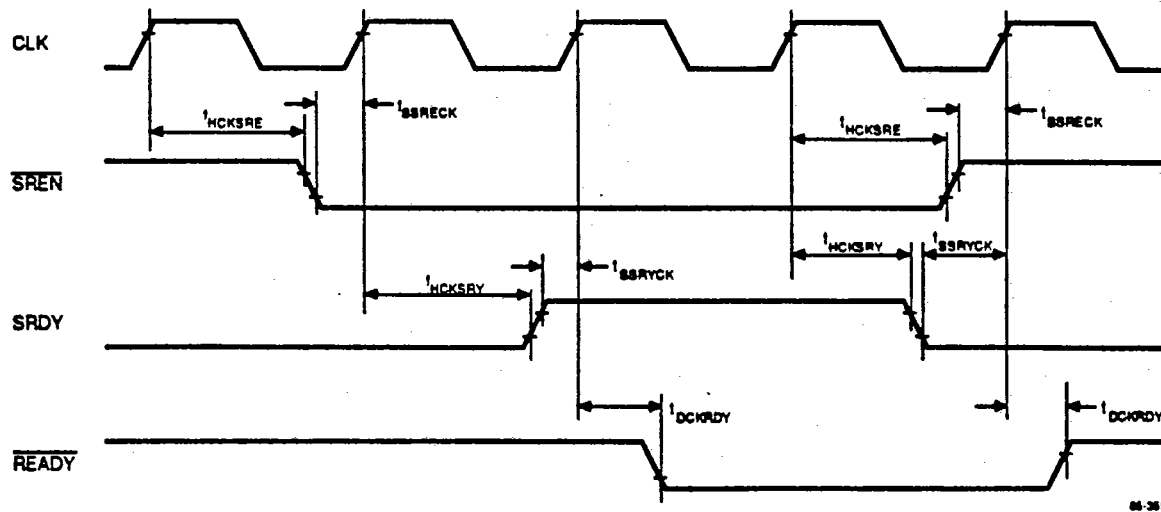 CLK
tSSRECK
tHCKSRE
tHCKSRE
tSSRECK
SREN
tHCKSRY
tSSRYCK
tSSRYCK
tHCKSRY
SRDY
tDCKRDY
tDCKRDY
READY